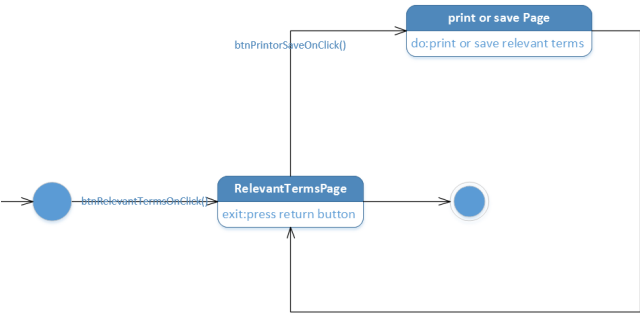 print or save Page
do:print or save relevant terms
btnPrintorSaveOnClick()
RelevantTermsPage
btnRelevantTermsOnClick()
exit:press return button